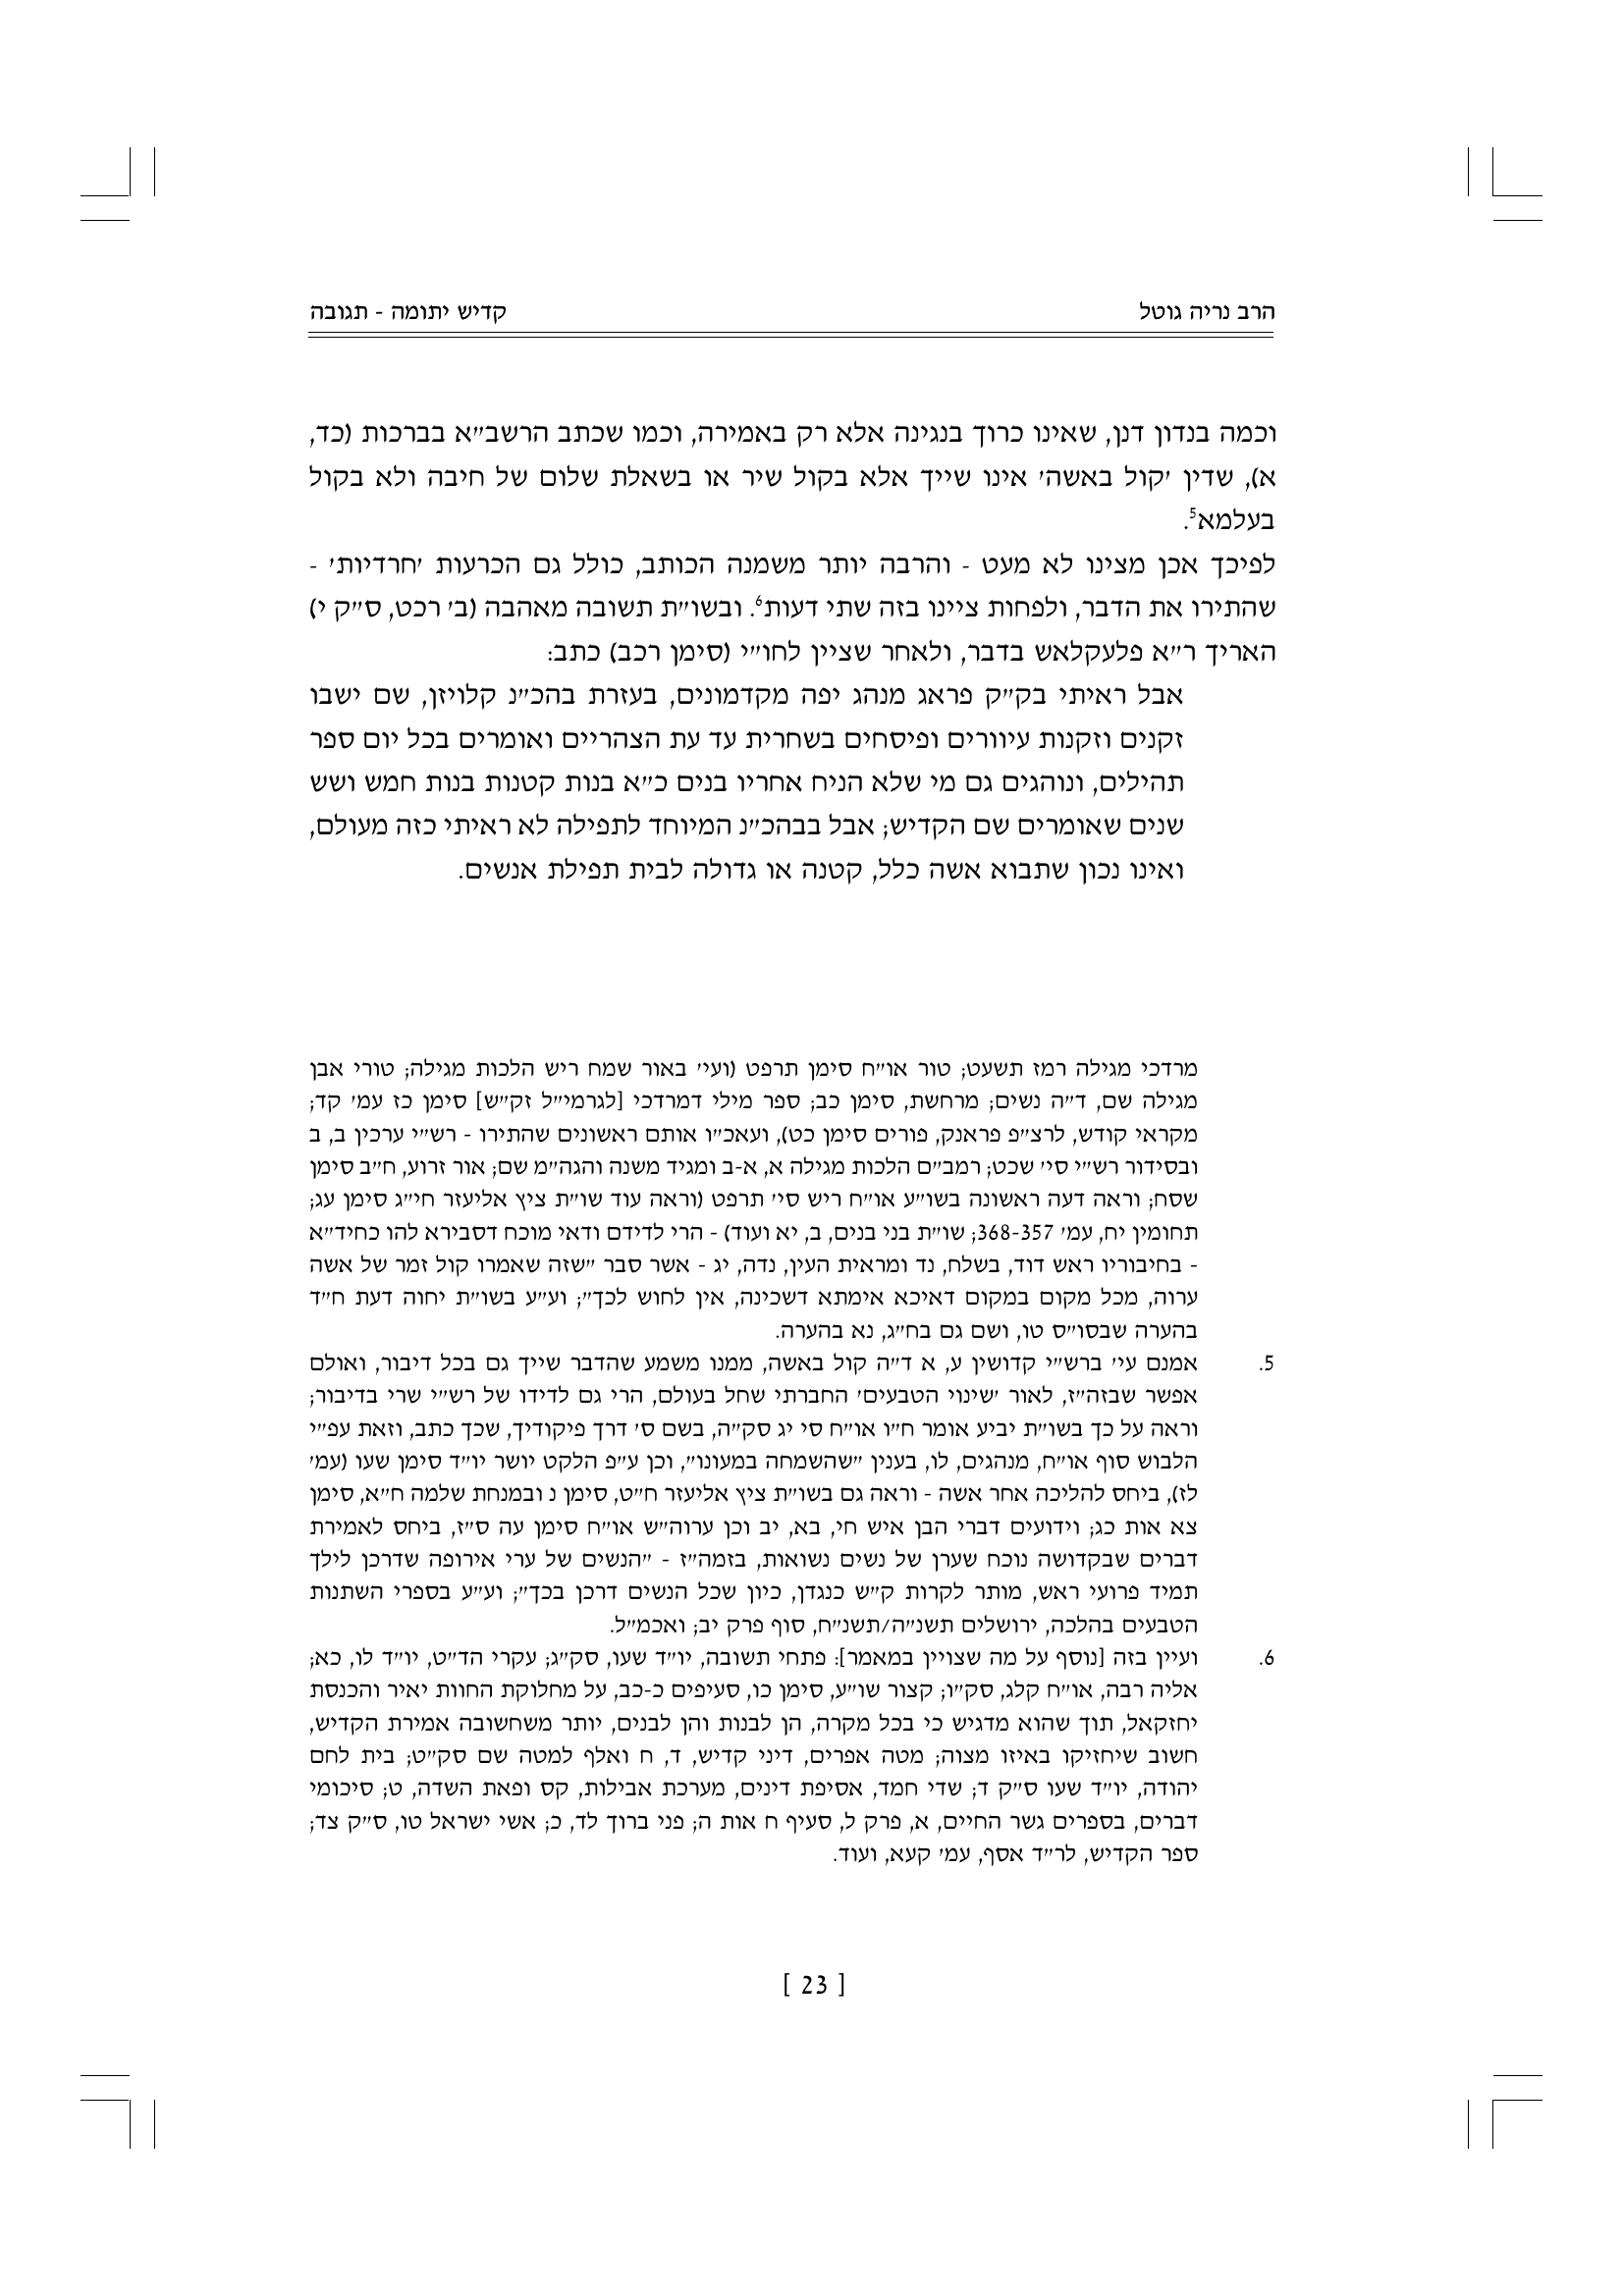 הרב נריה גוטל
קדיש יתומה - תגובה
וכמה בנדון דנן, שאינו כרוך בנגינה אלא רק באמירה, וכמו שכתב הרשב״א בברכות (כד,
א), שדין ׳קול באשה׳ אינו שייך אלא בקול שיר או בשאלת שלום של חיבה ולא בקול
בעלמא5.
לפיכך אכן מצינו לא מעט - והרבה יותר משמנה הכותב, כולל גם הכרעות ׳חרדיות׳ -
שהתירו את הדבר, ולפחות ציינו בזה שתי דעות6. ובשו״ת תשובה מאהבה (ב׳ רכט, ס״ק י)
האריך ר״א פלעקלאש בדבר, ולאחר שציין לחו״י (סימן רכב) כתב:
אבל ראיתי בק״ק פראג מנהג יפה מקדמונים, בעזרת בהכ״נ קלויזן, שם ישבו
זקנים וזקנות עיוורים ופיסחים בשחרית עד עת הצהריים ואומרים בכל יום ספר
תהילים, ונוהגים גם מי שלא הניח אחריו בנים כ״א בנות קטנות בנות חמש ושש
שנים שאומרים שם הקדיש; אבל בבהכ״נ המיוחד לתפילה לא ראיתי כזה מעולם,
ואינו נכון שתבוא אשה כלל, קטנה או גדולה לבית תפילת אנשים.
מרדכי מגילה רמז תשעט; טור או״ח סימן תרפט (ועי׳ באור שמח ריש הלכות מגילה; טורי אבן
מגילה שם, ד״ה נשים; מרחשת, סימן כב; ספר מילי דמרדכי [לגרמי״ל זק״ש] סימן כז עמ׳ קד;
מקראי קודש, לרצ״פ פראנק, פורים סימן כט), ועאכ״ו אותם ראשונים שהתירו - רש״י ערכין ב, ב
ובסידור רש״י סי׳ שכט; רמב״ם הלכות מגילה א, א-ב ומגיד משנה והגה״מ שם; אור זרוע, ח״ב סימן
שסח; וראה דעה ראשונה בשו״ע או״ח ריש סי׳ תרפט (וראה עוד שו״ת ציץ אליעזר חי״ג סימן עג;
תחומין יח, עמ׳ 368-357; שו״ת בני בנים, ב, יא ועוד) - הרי לדידם ודאי מוכח דסבירא להו כחיד״א
- בחיבוריו ראש דוד, בשלח, נד ומראית העין, נדה, יג - אשר סבר ״שזה שאמרו קול זמר של אשה
ערוה, מכל מקום במקום דאיכא אימתא דשכינה, אין לחוש לכך״; וע״ע בשו״ת יחוה דעת ח״ד
בהערה שבסו״ס טו, ושם גם בח״ג, נא בהערה.
5. אמנם עי׳ ברש״י קדושין ע, א ד״ה קול באשה, ממנו משמע שהדבר שייך גם בכל דיבור, ואולם
אפשר שבזה״ז, לאור ׳שינוי הטבעים׳ החברתי שחל בעולם, הרי גם לדידו של רש״י שרי בדיבור;
וראה על כך בשו״ת יביע אומר ח״ו או״ח סי יג סק״ה, בשם ס׳ דרך פיקודיך, שכך כתב, וזאת עפ״י
הלבוש סוף או״ח, מנהגים, לו, בענין ״שהשמחה במעונו״, וכן ע״פ הלקט יושר יו״ד סימן שעו (עמ׳
לז), ביחס להליכה אחר אשה - וראה גם בשו״ת ציץ אליעזר ח״ט, סימן נ ובמנחת שלמה ח״א, סימן
צא אות כג; וידועים דברי הבן איש חי, בא, יב וכן ערוה״ש או״ח סימן עה ס״ז, ביחס לאמירת
דברים שבקדושה נוכח שערן של נשים נשואות, בזמה״ז - ״הנשים של ערי אירופה שדרכן לילך
תמיד פרועי ראש, מותר לקרות ק״ש כנגדן, כיון שכל הנשים דרכן בכך״; וע״ע בספרי השתנות
הטבעים בהלכה, ירושלים תשנ״ה/תשנ״ח, סוף פרק יב; ואכמ״ל.
6. ועיין בזה [נוסף על מה שצויין במאמר]: פתחי תשובה, יו״ד שעו, סק״ג; עקרי הד״ט, יו״ד לו, כא;
אליה רבה, או״ח קלג, סק״ו; קצור שו״ע, סימן כו, סעיפים כ-כב, על מחלוקת החוות יאיר והכנסת
יחזקאל, תוך שהוא מדגיש כי בכל מקרה, הן לבנות והן לבנים, יותר משחשובה אמירת הקדיש,
חשוב שיחזיקו באיזו מצוה; מטה אפרים, דיני קדיש, ד, ח ואלף למטה שם סק״ט; בית לחם
יהודה, יו״ד שעו ס״ק ד; שדי חמד, אסיפת דינים, מערכת אבילות, קס ופאת השדה, ט; סיכומי
דברים, בספרים גשר החיים, א, פרק ל, סעיף ח אות ה; פני ברוך לד, כ; אשי ישראל טו, ס״ק צד;
ספר הקדיש, לר״ד אסף, עמ׳ קעא, ועוד.
[ 23 ]